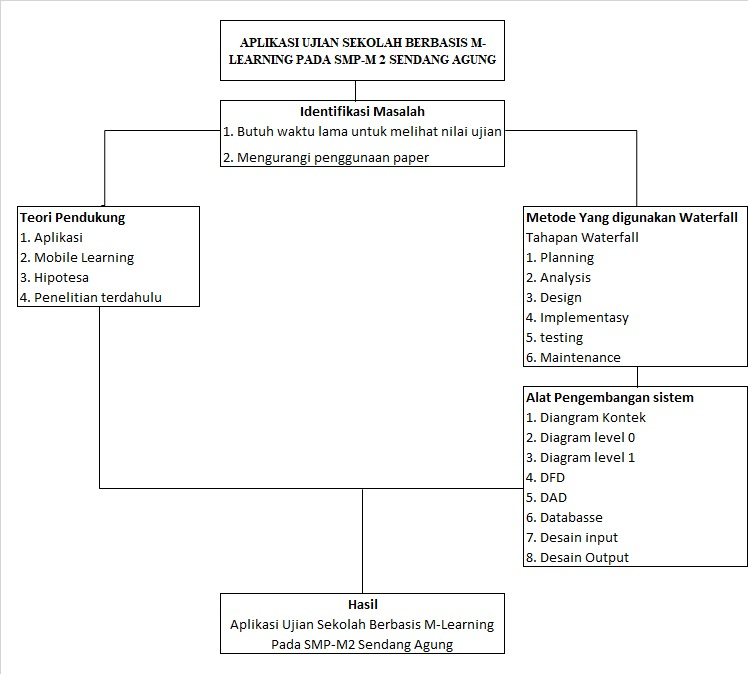 APLIKASI UJIAN SEKOLAH BERBASIS M-
LEARNING PADA SMP-M 2 SENDANG AGUNG
Identifikasi Masalah
1. Butuh waktu lama untuk melihat nilai ujian
2. Mengurangi penggunaan paper
Teori Pendukung
1. Aplikasi
2. Mobile Learning
3. Hipotesa
4. Penelitian terdahulu
Metode Yang digunakan Waterfall
Tahapan Waterfall
1. Planning
2. Analysis
3. Design
4. Implementasy
5. testing
6. Maintenance
Alat Pengembangan sistem
1. Diangram Kontek
2. Diagram level 0
3. Diagram level 1
4. DFD
5. DAD
6. Databasse
7. Desain input
8. Desain Output
Hasil
Aplikasi Ujian Sekolah Berbasis M-Learning
Pada SMP-M2 Sendang Agung